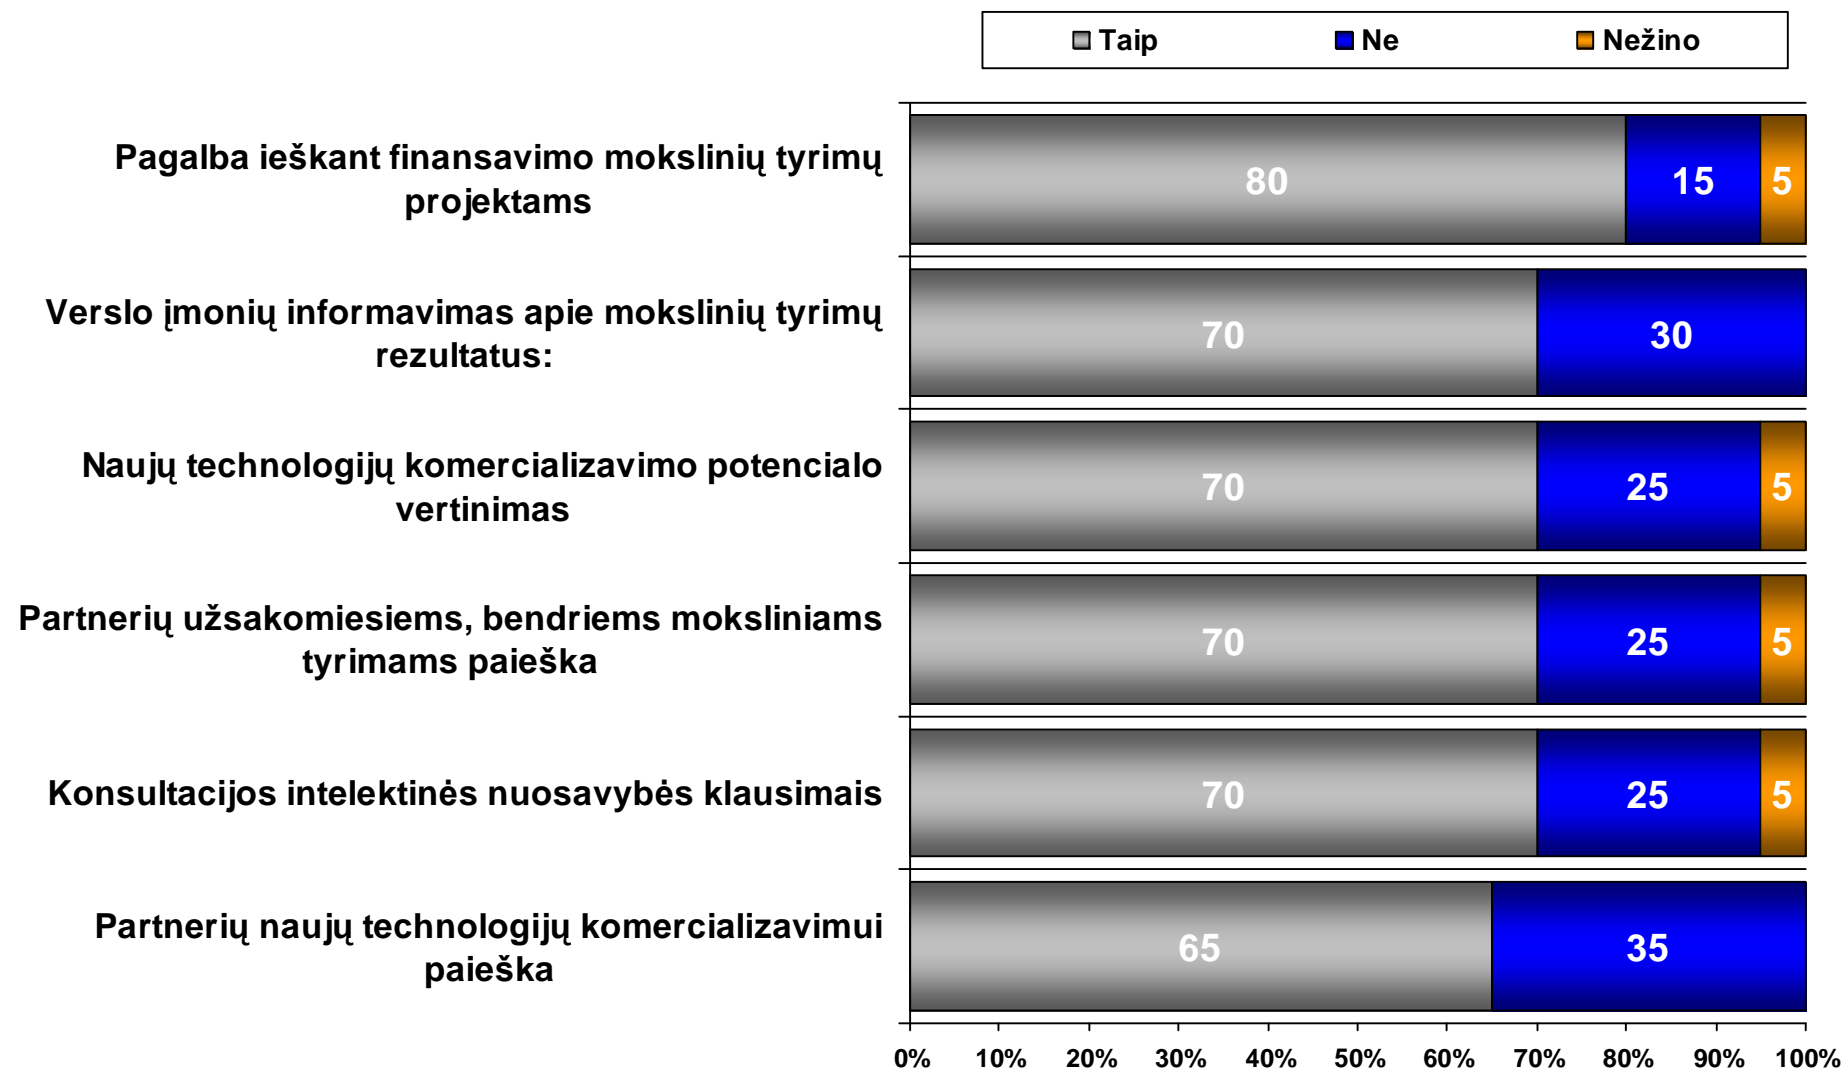 Taip Ne Nežino
Pagalba ieškant finansavimo mokslinių tyrimų
projektams
80 15 5
Verslo įmonių informavimas apie mokslinių tyrimų
rezultatus:
70 30
Naujų technologijų komercializavimo potencialo
vertinimas
70 25 5
Partnerių užsakomiesiems, bendriems moksliniams
tyrimams paieška
70 25 5
Konsultacijos intelektinės nuosavybės klausimais
70 25 5
Partnerių naujų technologijų komercializavimui
paieška
65 35
0% 10% 20% 30% 40% 50% 60% 70% 80% 90% 100%